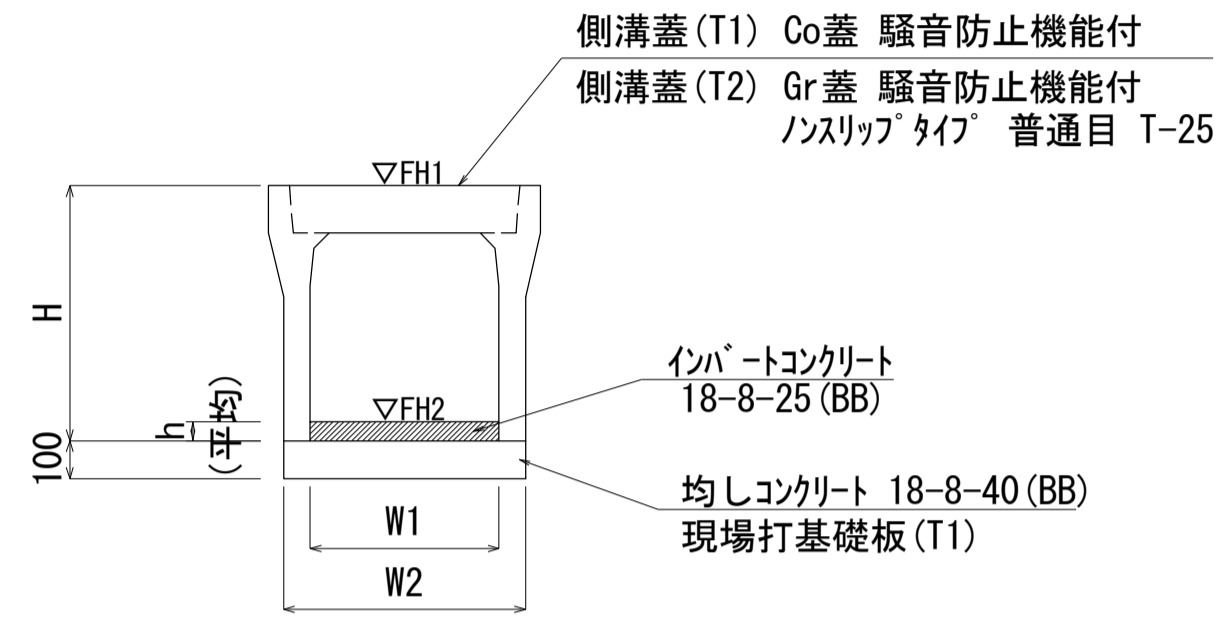 側溝蓋(T1) Co蓋 騒音防止機能付
側溝蓋(T2) Gr蓋 騒音防止機能付
ﾉﾝｽﾘｯﾌﾟﾀｲﾌﾟ 普通目 T-25
▽FH1
H
ｲﾝﾊﾞｰﾄｺﾝｸﾘｰﾄ
18-8-25(BB)
▽FH2
h
(平均)
100
均しｺﾝｸﾘｰﾄ 18-8-40(BB)
現場打基礎板(T1)
W1
W2